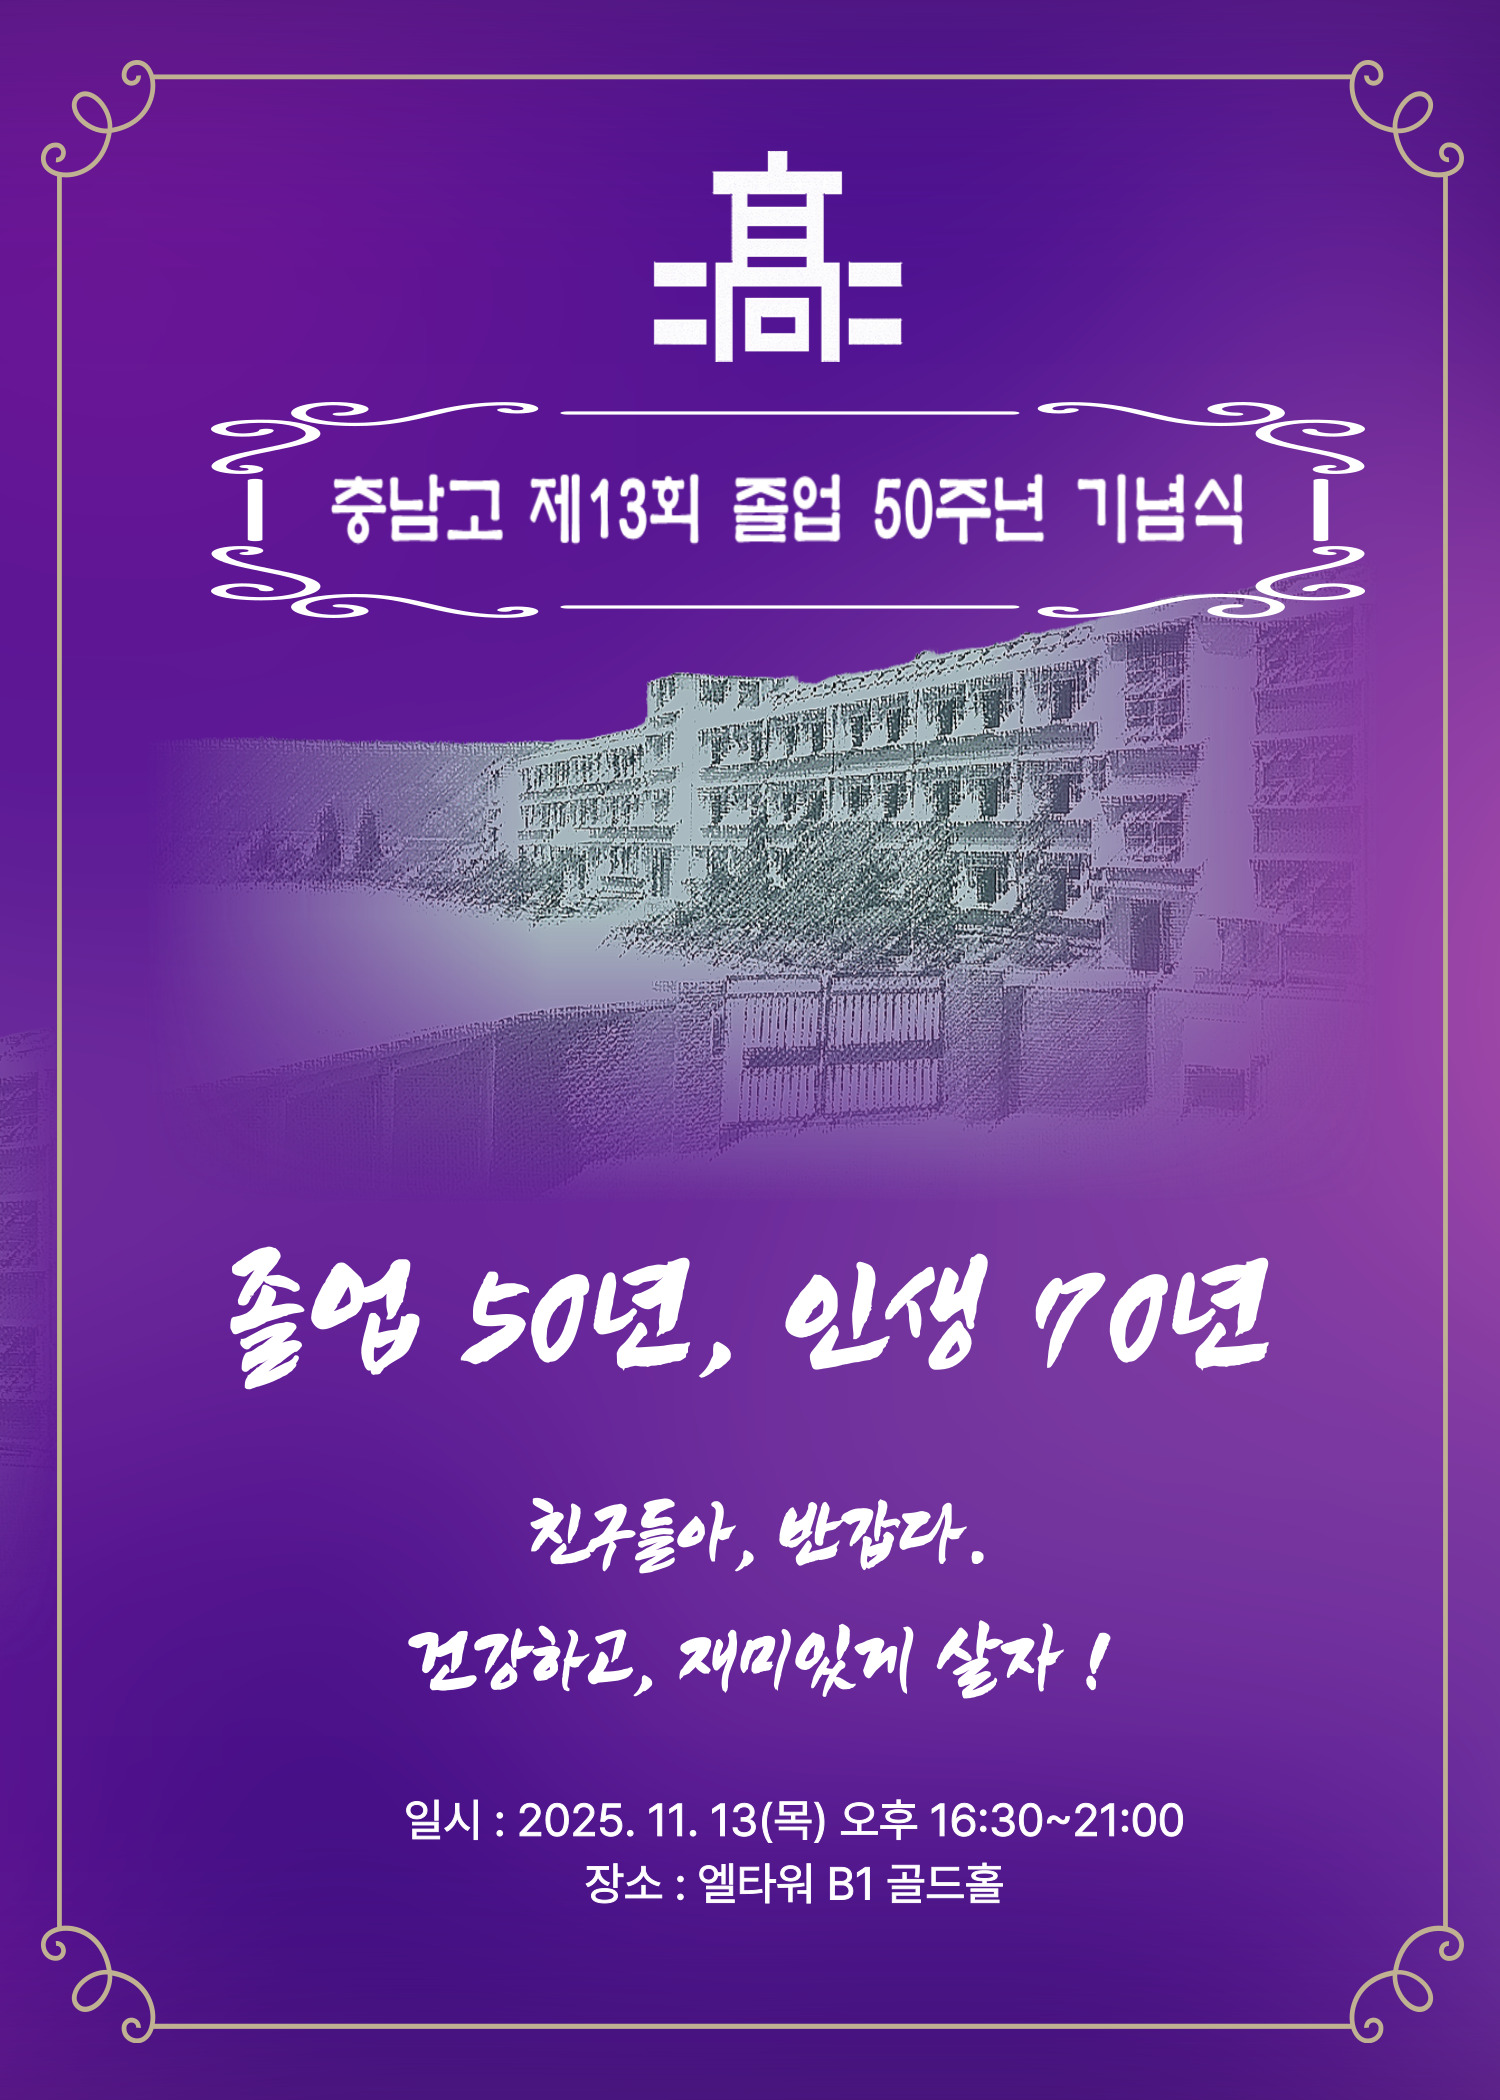 高
충남고 제13회 졸업 50주년 기념식
졸업 50년, 인생 70년
친구들아, 반갑다.
건강하고, 재미있게 살자 !
일시 : 2025. 11. 13(목) 오후 16:30~21:00
장소 : 엘타워 B1 골드홀